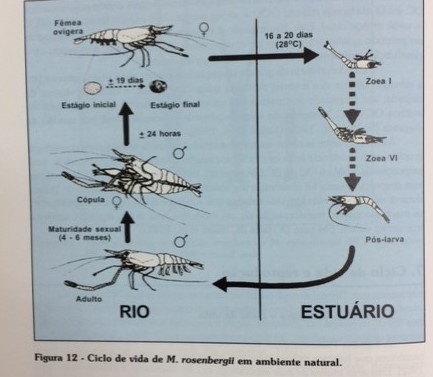 Fêmea
ovígera
♀
± 19 dias
Estágio inicial
Estágio final
± 24 horas
♂
Cópula ♀
Maturidade sexual
(4 - 6 meses)
♂
Adulto
RIO
16 a 20 dias
(28ºC)
Zoea I
Zoea VI
Pós-larva
ESTUÁRIO
Figura 12 - Ciclo de vida de M. rosenbergii em ambiente natural.